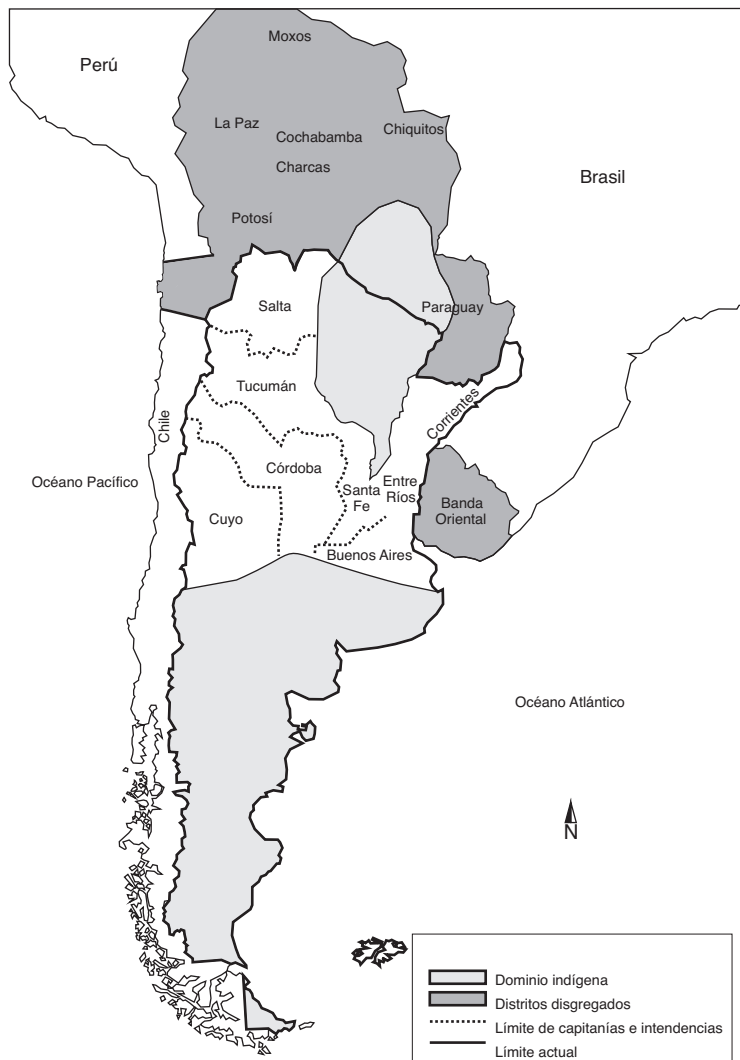 Moxos
Perú
La Paz
Cochabamba
Chiquitos
Charcas
Brasil
Potosí
Salta
Paraguay
Tucumán
Corrientes
Chile
Córdoba
Océano Pacífico
Santa
Fe
Entre
Ríos
Cuyo
Banda
Oriental
Buenos Aires
Océano Atlántico
N
Dominio indígena
Distritos disgregados
Límite de capitanías e intendencias
Límite actual